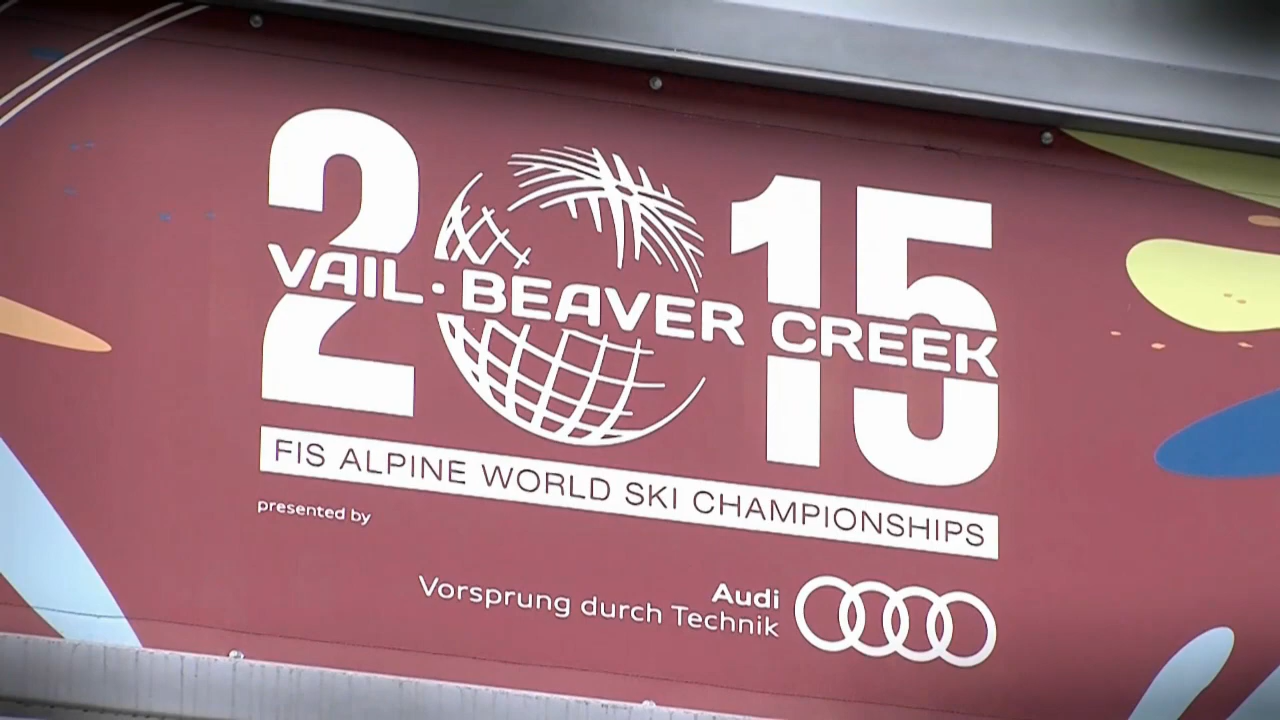 2015
VAIL·BEAVER CREEK
FIS ALPINE WORLD SKI CHAMPIONSHIPS
presented by
Audi
Vorsprung durch Technik